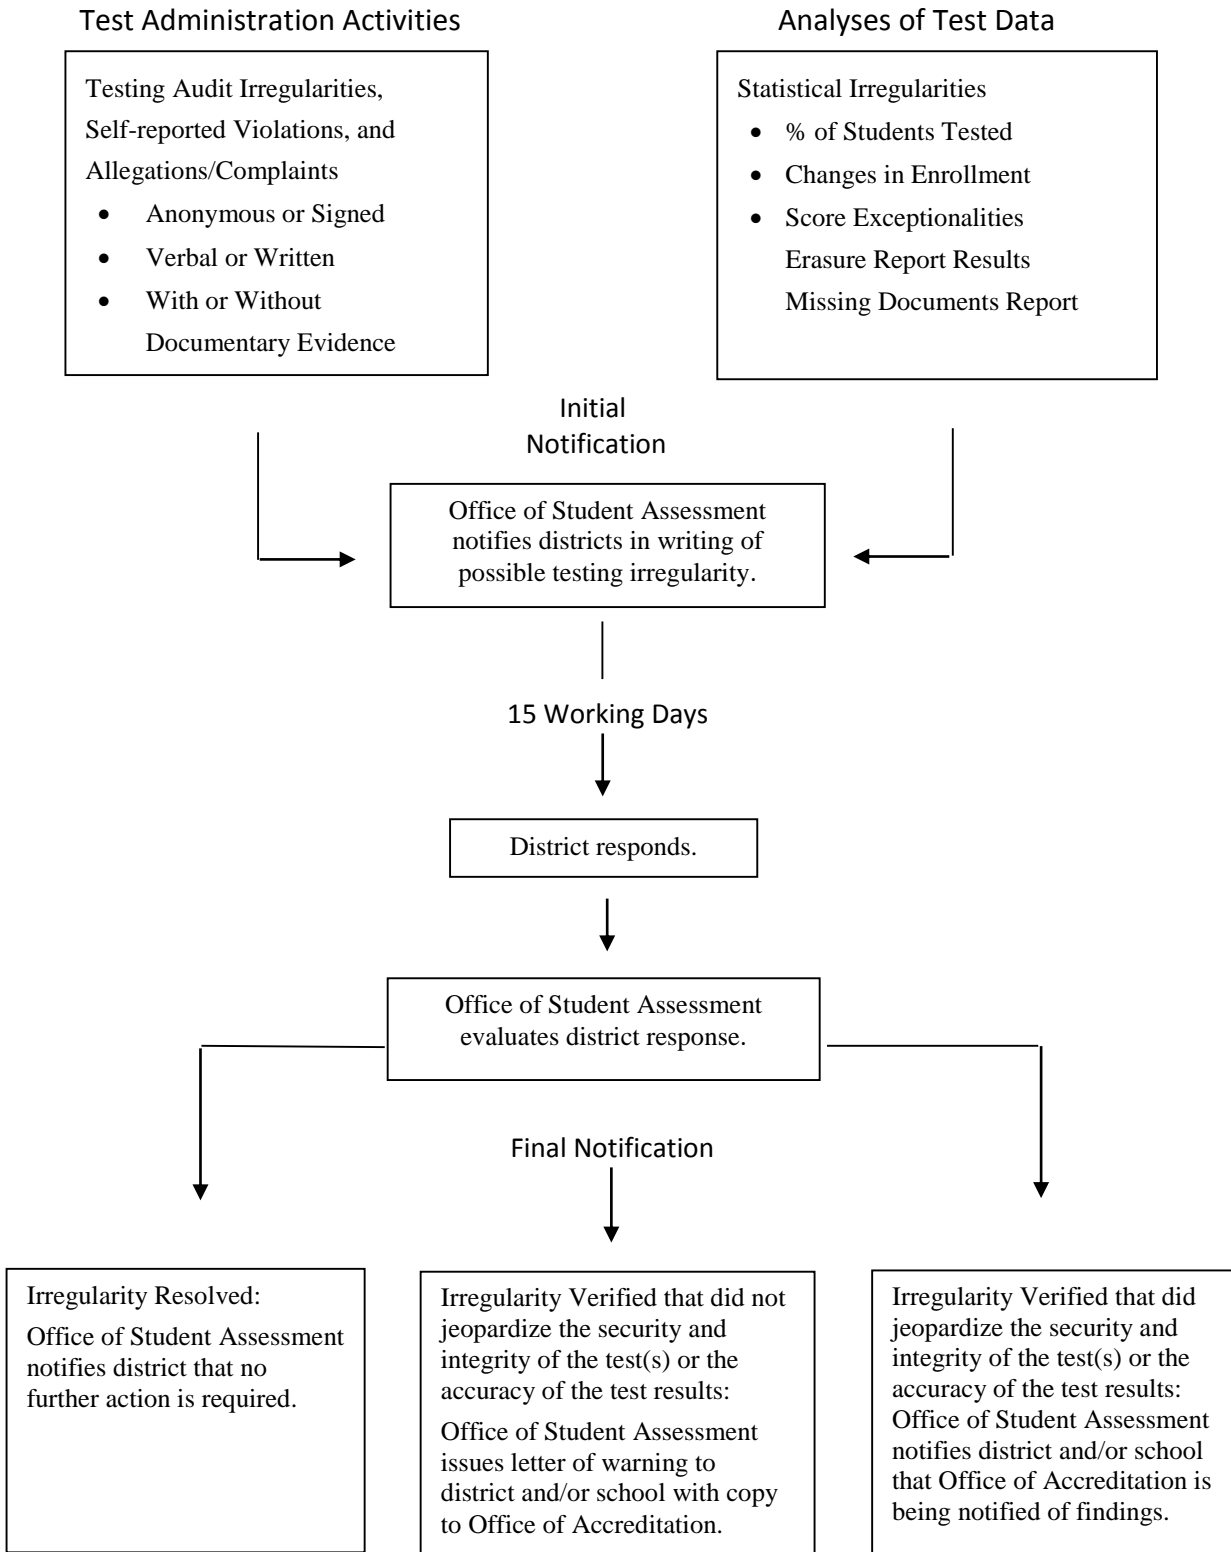 Test Administration Activities
Analyses of Test Data
Testing Audit Irregularities,
Self-reported Violations, and
Allegations/Complaints
• Anonymous or Signed
• Verbal or Written
• With or Without
Documentary Evidence
Statistical Irregularities
• % of Students Tested
• Changes in Enrollment
• Score Exceptionalities
Erasure Report Results
Missing Documents Report
Initial
Notification
Office of Student Assessment
notifies districts in writing of
possible testing irregularity.
15 Working Days
District responds.
Office of Student Assessment
evaluates district response.
Final Notification
Irregularity Resolved:
Office of Student Assessment
notifies district that no
further action is required.
Irregularity Verified that did not
jeopardize the security and
integrity of the test(s) or the
accuracy of the test results:
Office of Student Assessment
issues letter of warning to
district and/or school with copy
to Office of Accreditation.
Irregularity Verified that did
jeopardize the security and
integrity of the test(s) or the
accuracy of the test results:
Office of Student Assessment
notifies district and/or school
that Office of Accreditation is
being notified of findings.